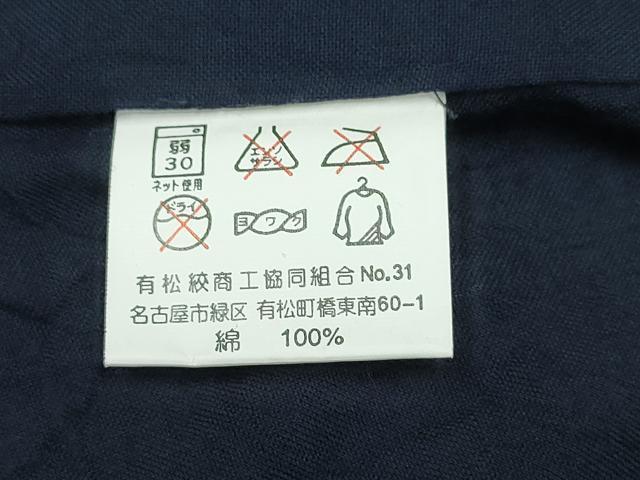 弱
30
ネット使用
エンソ
サラシ
ドライ
ヨワク
有松絞商工協同組合No.31
名古屋市緑区 有松町橋東南60-1
綿 100%